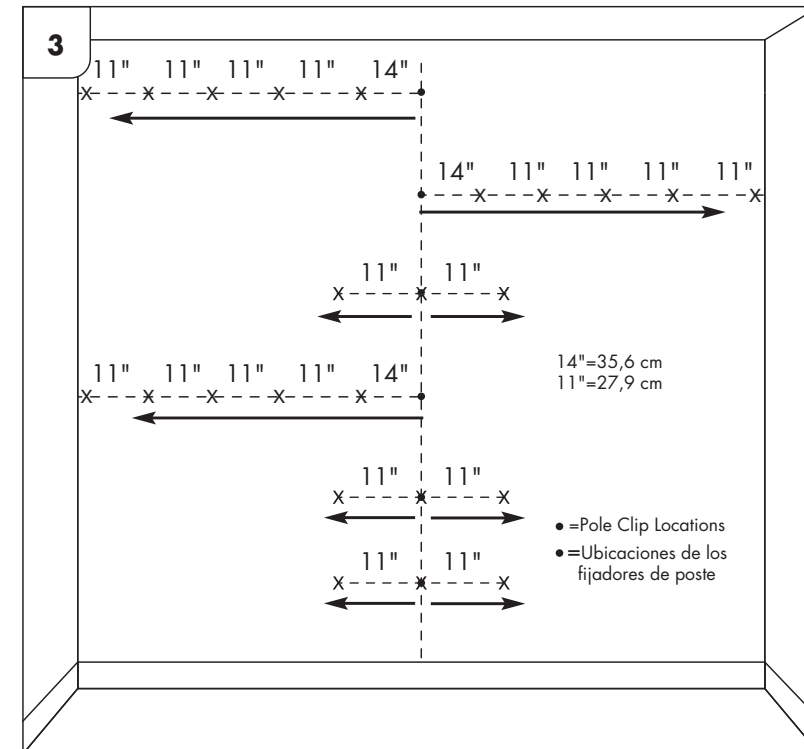 3
11" 11" 11" 11" 14"
X X X X X
14" 11" 11" 11" 11"
X X X X X
11" 11"
X X X
14"=35,6 cm
11"=27,9 cm
11" 11" 11" 11" 14"
X X X X X
11" 11"
X X X
• =Pole Clip Locations
• =Ubicaciones de los
fijadores de poste
11" 11"
X X X